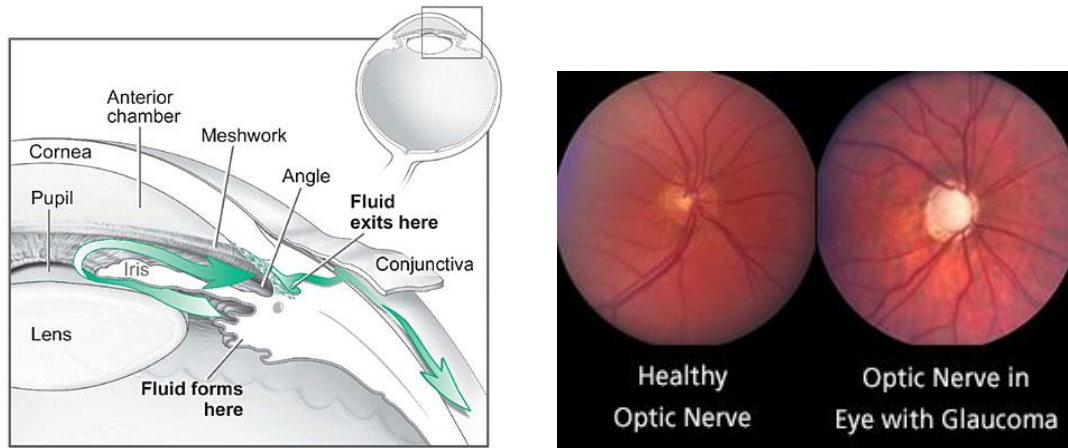 Anterior
chamber
Meshwork
Cornea
Angle
Pupil
Fluid
exits here
Iris
Conjunctiva
Lens
Fluid forms
here
Healthy
Optic Nerve
Optic Nerve in
Eye with Glaucoma